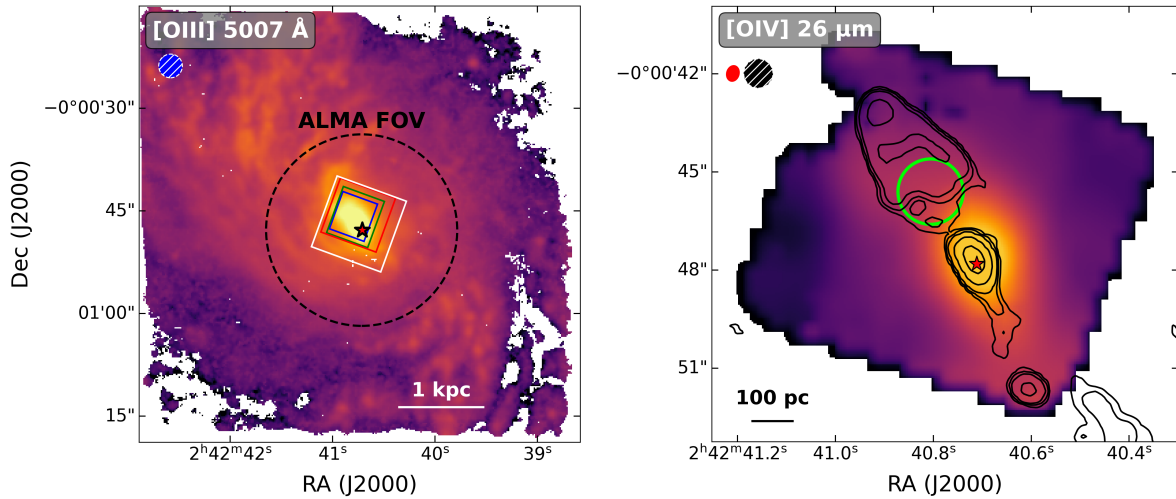 [OIII] 5007 Å
ALMA FOV
1 kpc
−0°00'30"
45"
01'00"
15"
2ʰ42ᵐ42ˢ
41ˢ
40ˢ
39ˢ
RA (J2000)
Dec (J2000)
[OIV] 26 μm
100 pc
−0°00'42"
45"
48"
51"
2ʰ42ᵐ41.2ˢ
41.0ˢ
40.8ˢ
40.6ˢ
40.4ˢ
RA (J2000)